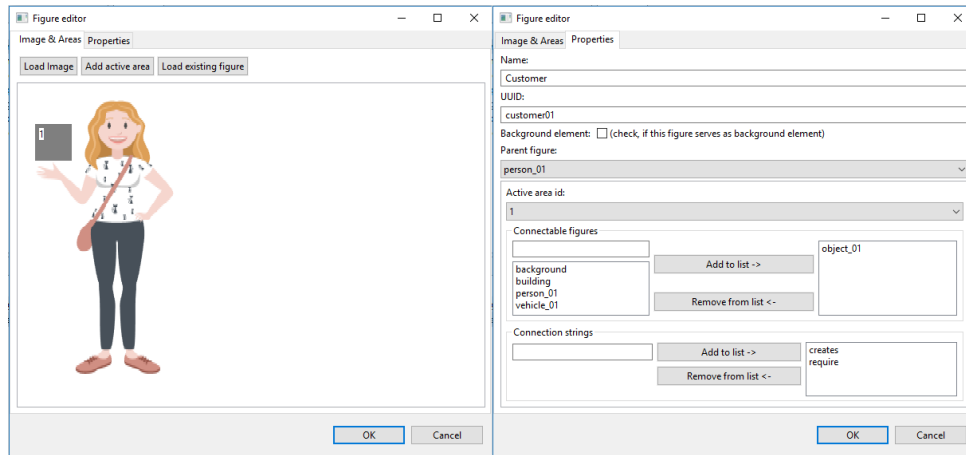 Figure editor
Image & Areas Properties
Load Image Add active area Load existing figure
1
OK Cancel
Figure editor
Image & Areas Properties
Name:
Customer
UUID:
customer01
Background element: (check, if this figure serves as background element)
Parent figure:
person_01
Active area id:
1
Connectable figures
background
building
person_01
vehicle_01
Add to list ->
Remove from list <-
object_01
Connection strings
Add to list ->
Remove from list <-
creates
require
OK Cancel